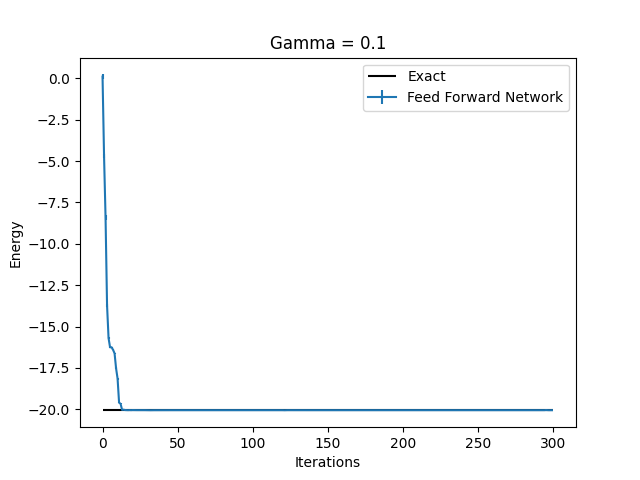 Gamma = 0.1
Exact
Feed Forward Network
0.0
−2.5
−5.0
−7.5
−10.0
−12.5
−15.0
−17.5
−20.0
Energy
0 50 100 150 200 250 300
Iterations